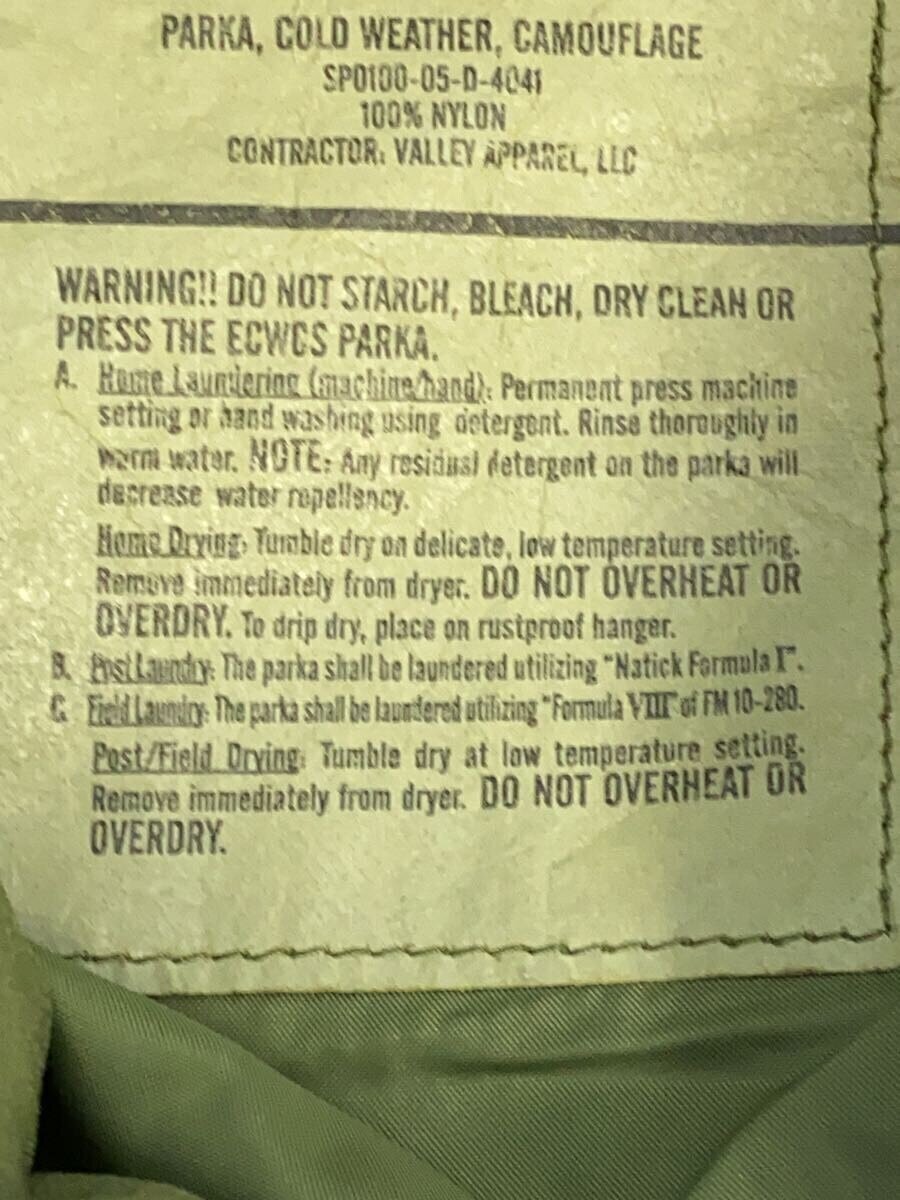 PARKA, COLD WEATHER, CAMOUFLAGE
SP0100-05-D-4041
100% NYLON
CONTRACTOR: VALLEY APPAREL, LLC
WARNING!! DO NOT STARCH, BLEACH, DRY CLEAN OR
PRESS THE ECWCS PARKA.
A. Home Laundering (machine/hand): Permanent press machine
setting or hand washing using detergent. Rinse thoroughly in
warm water. NOTE: Any residual detergent on the parka will
decrease water repellency.
Home Drying: Tumble dry on delicate, low temperature setting.
Remove immediately from dryer. DO NOT OVERHEAT OR
OVERDRY. To drip dry, place on rustproof hanger.
B. Post Laundry: The parka shall be laundered utilizing "Natick Formula I".
C. Field Laundry: The parka shall be laundered utilizing "Formula VIII" of FM 10-280.
Post/Field Drying: Tumble dry at low temperature setting.
Remove immediately from dryer. DO NOT OVERHEAT OR
OVERDRY.